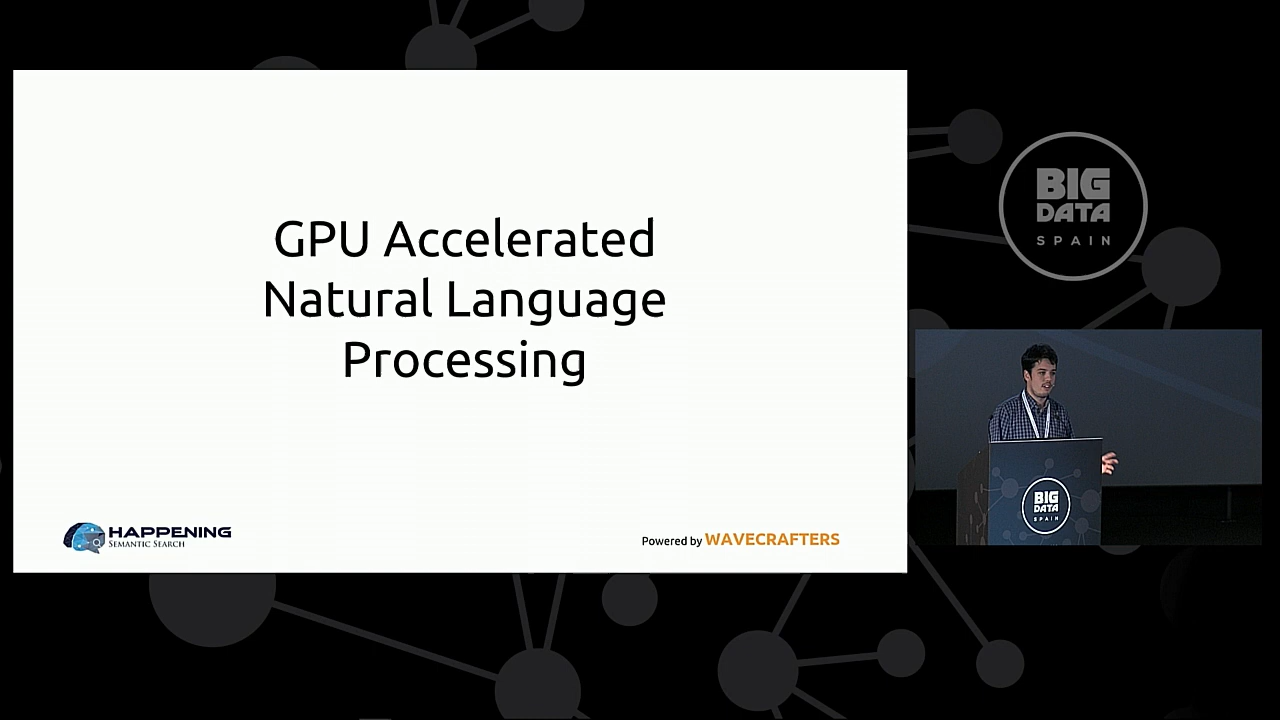 GPU Accelerated
Natural Language
Processing
HAPPENING
SEMANTIC SEARCH
Powered by WAVECRAFTERS
BIG
DATA
SPAIN
BIG
DATA
SPAIN